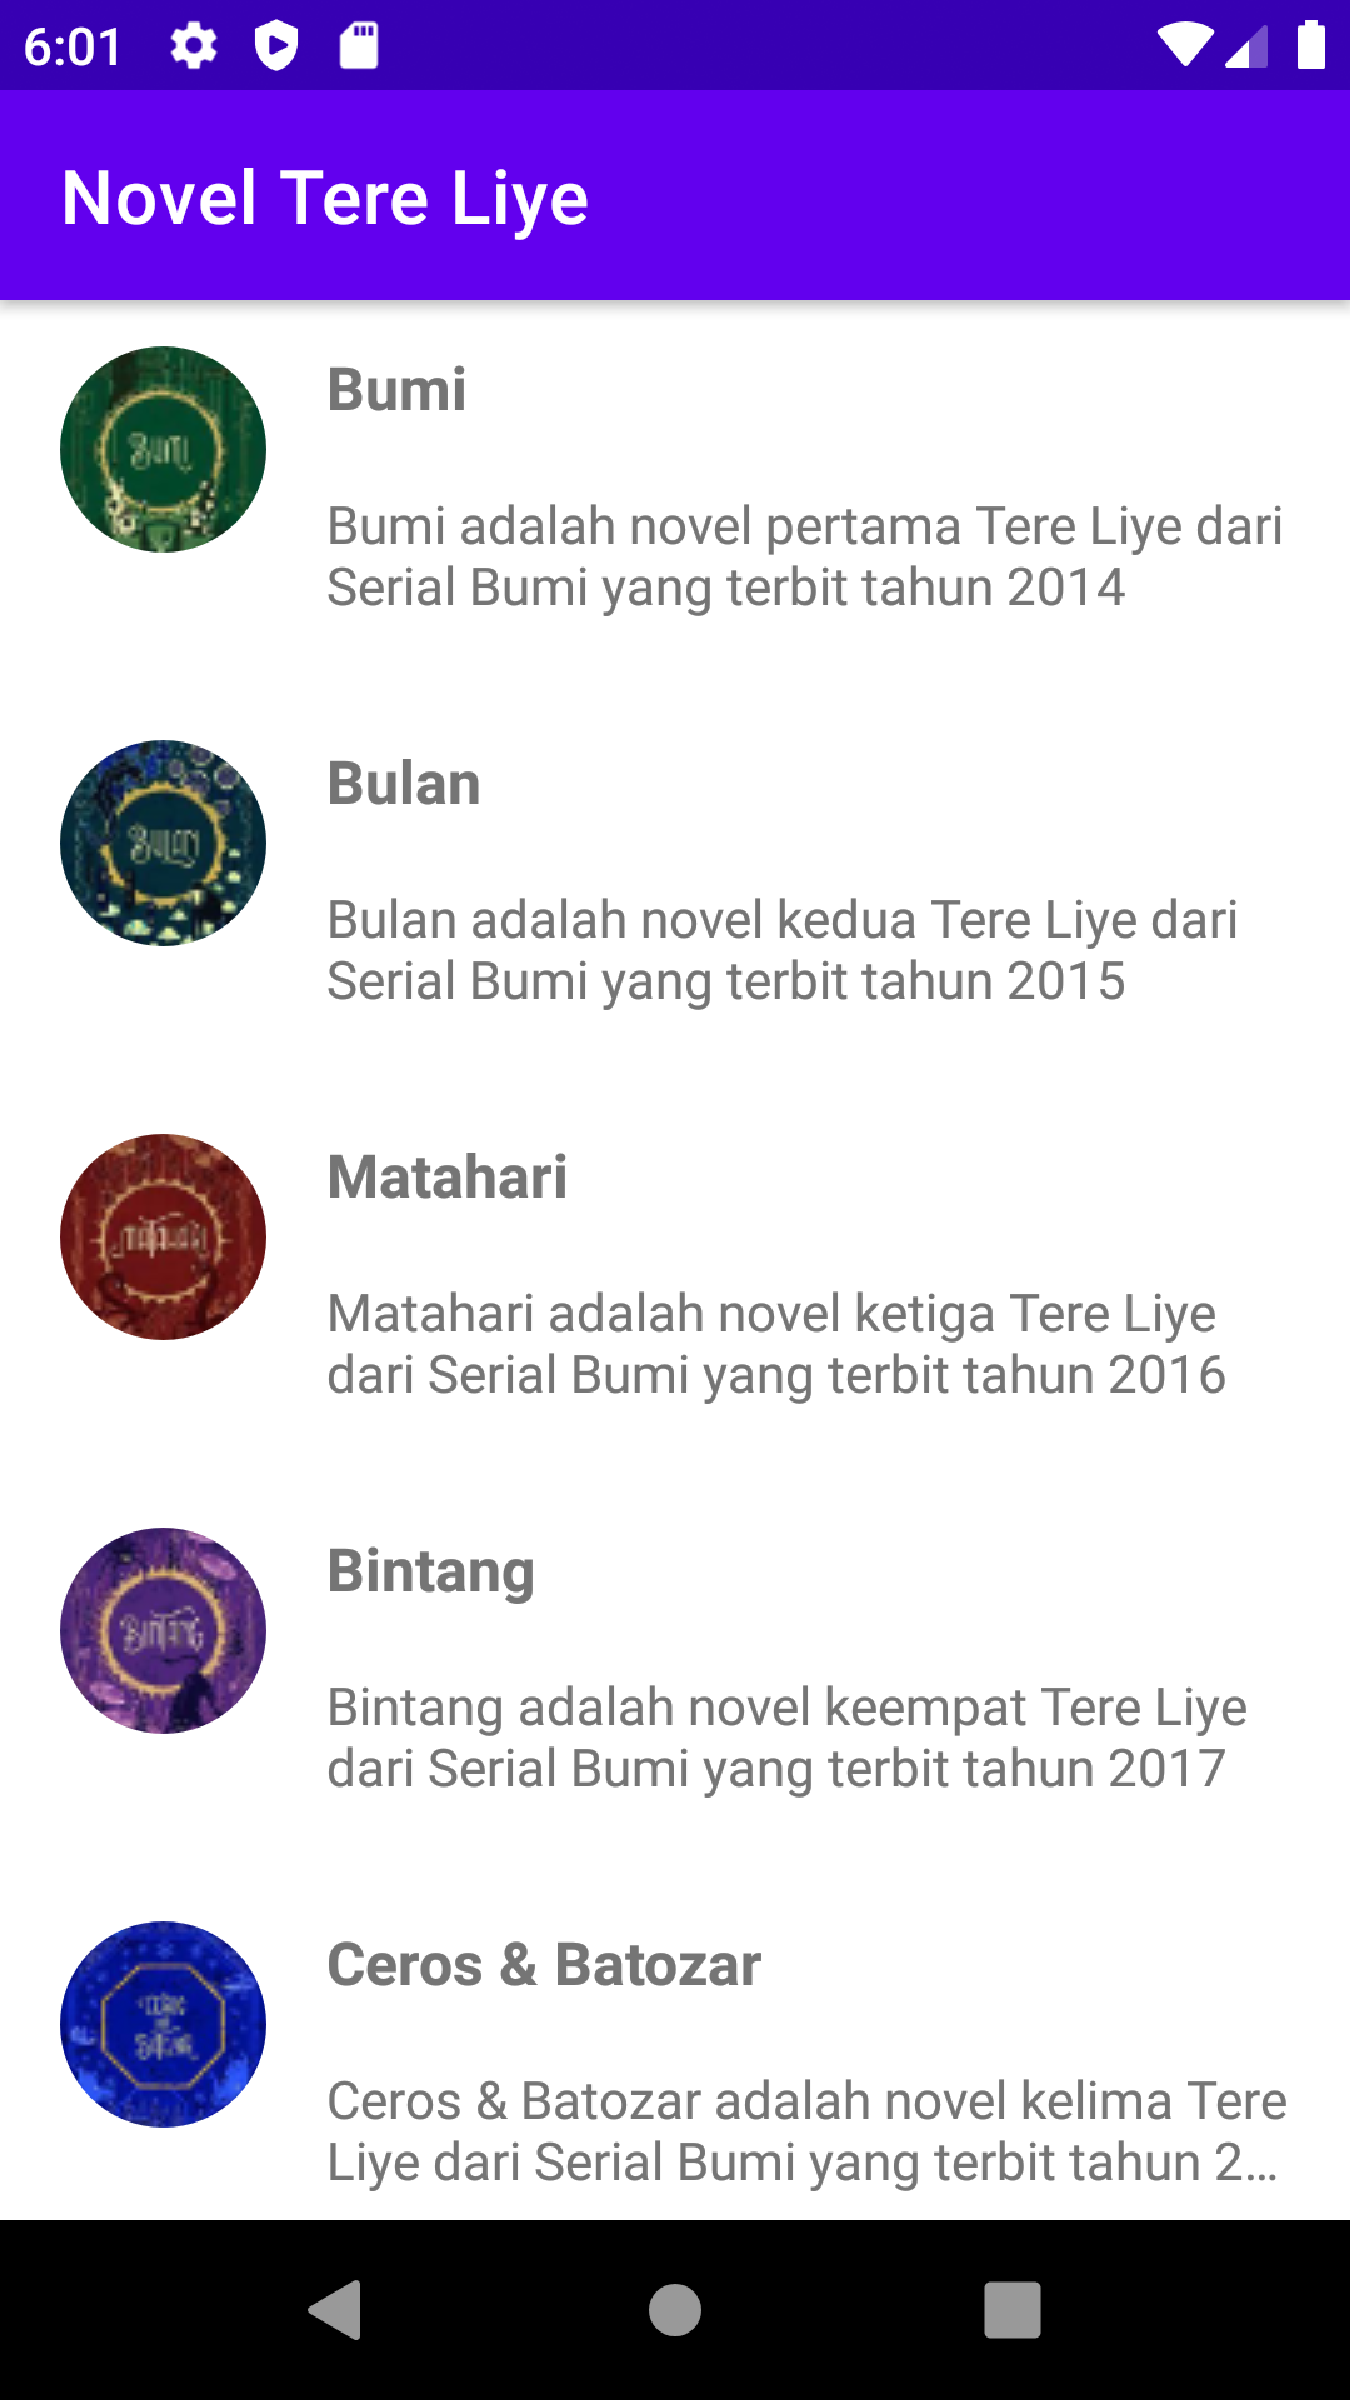 6:01
Novel Tere Liye
BUMI
Bumi
Bumi adalah novel pertama Tere Liye dari
Serial Bumi yang terbit tahun 2014
BULAN
Bulan
Bulan adalah novel kedua Tere Liye dari
Serial Bumi yang terbit tahun 2015
MATAHARI
Matahari
Matahari adalah novel ketiga Tere Liye
dari Serial Bumi yang terbit tahun 2016
BINTANG
Bintang
Bintang adalah novel keempat Tere Liye
dari Serial Bumi yang terbit tahun 2017
Ceros & Batozar
Ceros & Batozar adalah novel kelima Tere
Liye dari Serial Bumi yang terbit tahun 2...